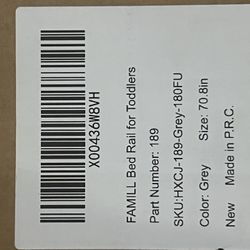 X00436W8VH
FAMILL Bed Rail for Toddlers
Part Number: 189
SKU:HXCJ-189-Grey-180FU
Color: Grey Size: 70.8in
New Made in P.R.C.